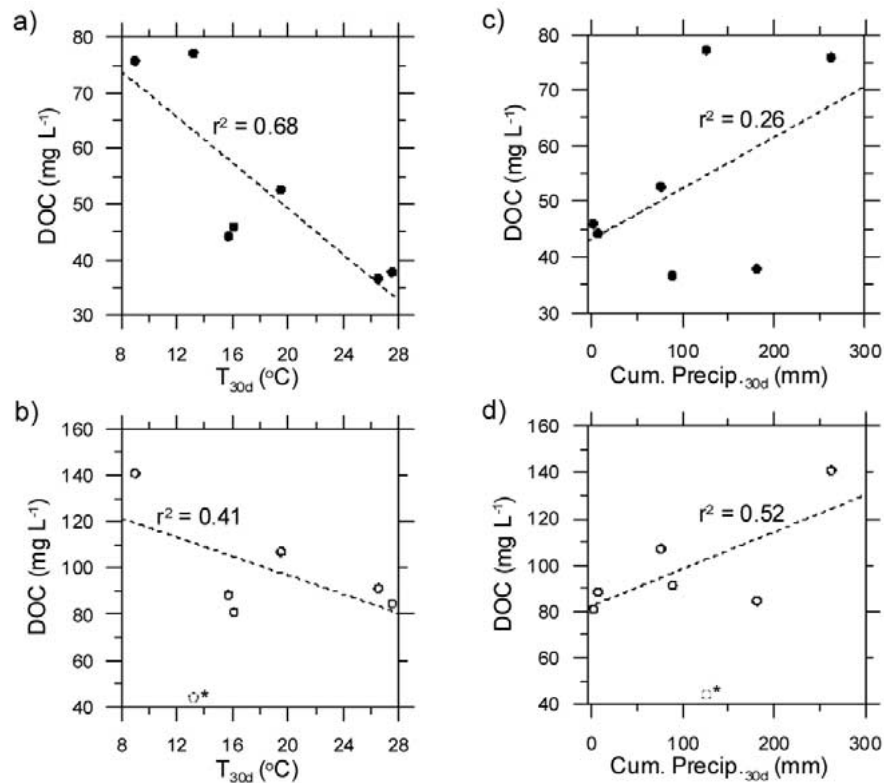 a)
80
70
60
50
40
30
DOC (mg L⁻¹)
r² = 0.68
8 12 16 20 24 28
T30d (°C)
c)
80
70
60
50
40
30
DOC (mg L⁻¹)
r² = 0.26
0 100 200 300
Cum. Precip.30d (mm)
b)
160
140
120
100
80
60
40
DOC (mg L⁻¹)
r² = 0.41
*
8 12 16 20 24 28
T30d (°C)
d)
160
140
120
100
80
60
40
DOC (mg L⁻¹)
r² = 0.52
*
0 100 200 300
Cum. Precip.30d (mm)